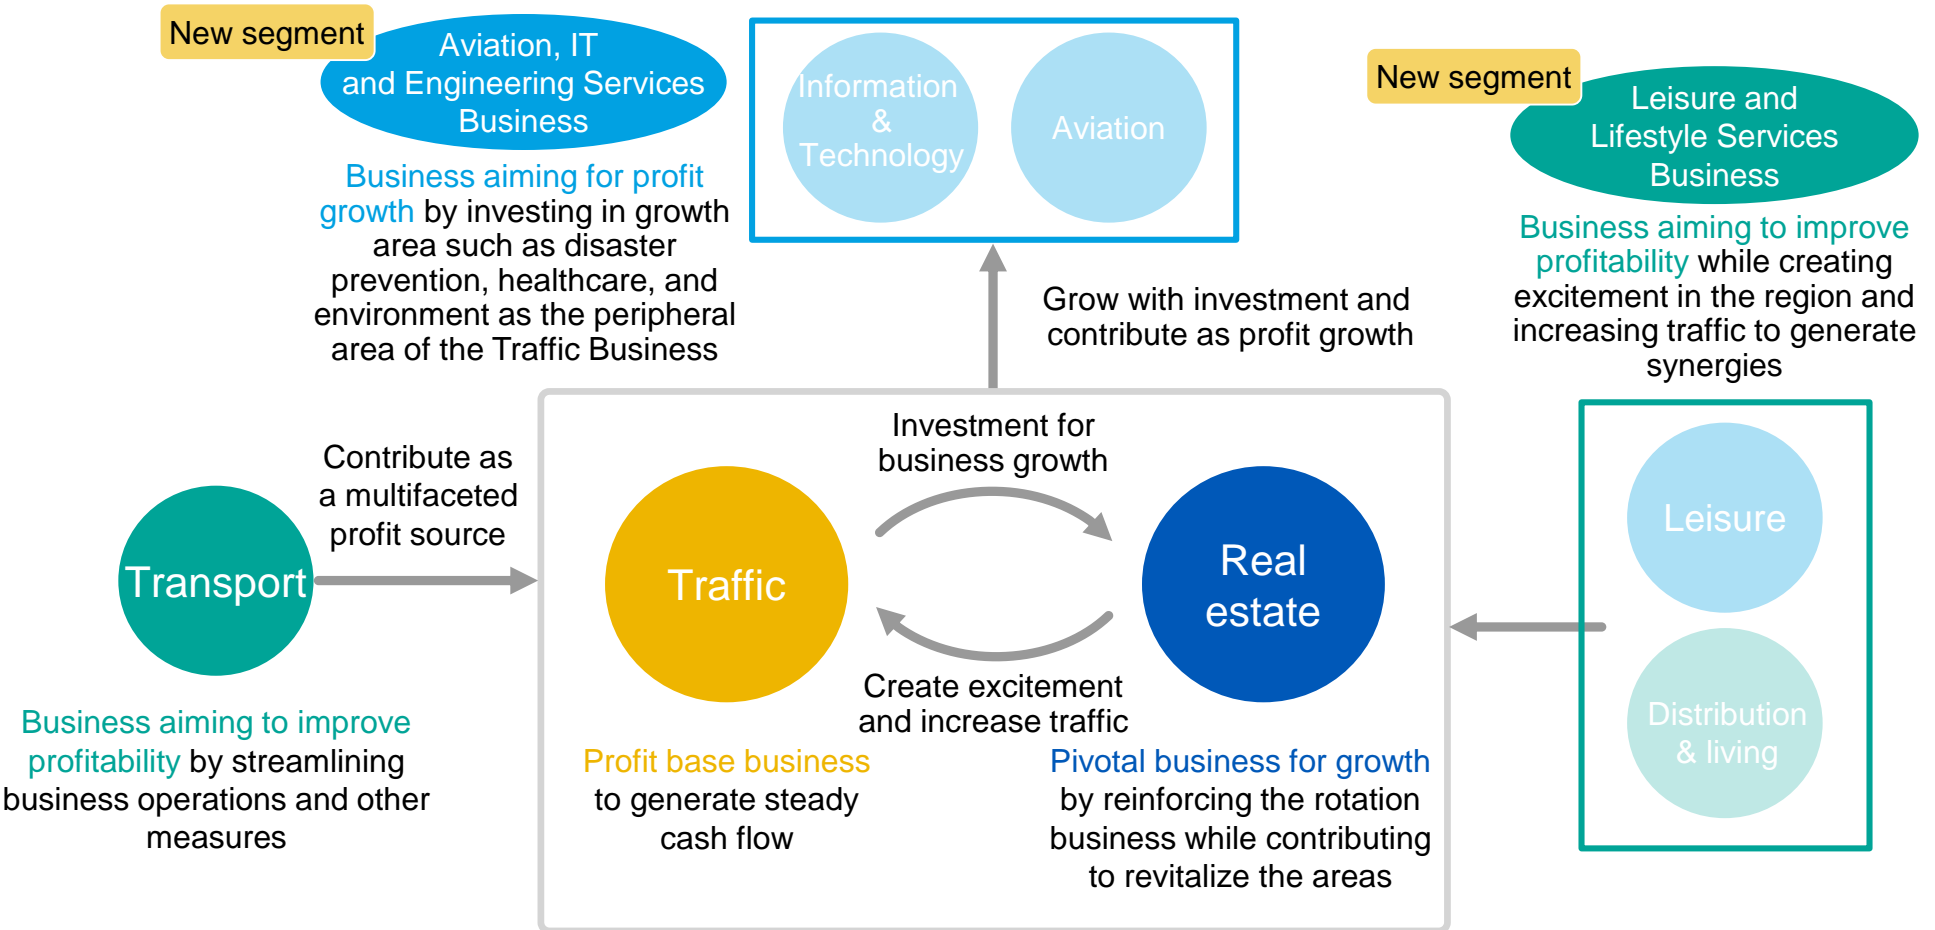 New segment
Aviation, IT
and Engineering Services
Business
Business aiming for profit
growth by investing in growth
area such as disaster
prevention, healthcare, and
environment as the peripheral
area of the Traffic Business
Information
&
Technology
Aviation
New segment
Leisure and
Lifestyle Services
Business
Business aiming to improve
profitability while creating
excitement in the region and
increasing traffic to generate
synergies
Grow with investment and
contribute as profit growth
Contribute as
a multifaceted
profit source
Transport
Business aiming to improve
profitability by streamlining
business operations and other
measures
Investment for
business growth
Traffic
Real
estate
Create excitement
and increase traffic
Profit base business
to generate steady
cash flow
Pivotal business for growth
by reinforcing the rotation
business while contributing
to revitalize the areas
Leisure
Distribution
& living